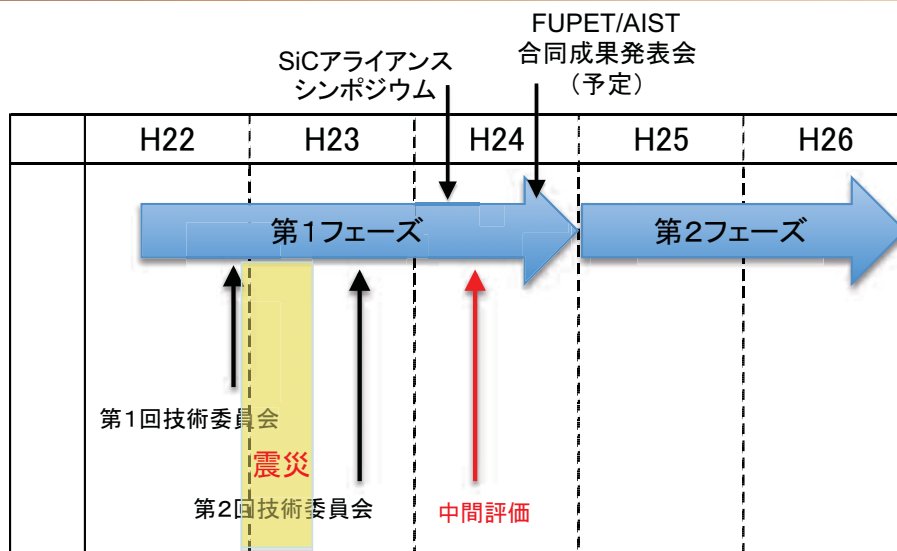 FUPET/AIST
合同成果発表会
（予定）
SiCアライアンス
シンポジウム
H22
H23
H24
H25
H26
第1フェーズ
第2フェーズ
第1回技術委員会
震災
第2回技術委員会
中間評価